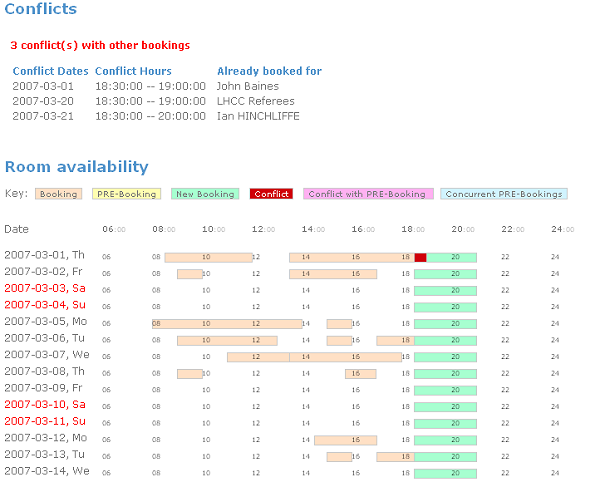 Conflicts
3 conflict(s) with other bookings
Conflict Dates Conflict Hours Already booked for
2007-03-01 18:30:00 -- 19:00:00 John Baines
2007-03-20 18:30:00 -- 19:00:00 LHCC Referees
2007-03-21 18:30:00 -- 20:00:00 Ian HINCHLIFFE
Room availability
Key: Booking PRE-Booking New Booking Conflict Conflict with PRE-Booking Concurrent PRE-Bookings
Date 06:00 08:00 10:00 12:00 14:00 16:00 18:00 20:00 22:00 24:00
2007-03-01, Th 06 08 10 12 14 16 18 20 22 24
2007-03-02, Fr 06 08 10 12 14 16 18 20 22 24
2007-03-03, Sa 06 08 10 12 14 16 18 20 22 24
2007-03-04, Su 06 08 10 12 14 16 18 20 22 24
2007-03-05, Mo 06 08 10 12 14 16 18 20 22 24
2007-03-06, Tu 06 08 10 12 14 16 18 20 22 24
2007-03-07, We 06 08 10 12 14 16 18 20 22 24
2007-03-08, Th 06 08 10 12 14 16 18 20 22 24
2007-03-09, Fr 06 08 10 12 14 16 18 20 22 24
2007-03-10, Sa 06 08 10 12 14 16 18 20 22 24
2007-03-11, Su 06 08 10 12 14 16 18 20 22 24
2007-03-12, Mo 06 08 10 12 14 16 18 20 22 24
2007-03-13, Tu 06 08 10 12 14 16 18 20 22 24
2007-03-14, We 06 08 10 12 14 16 18 20 22 24